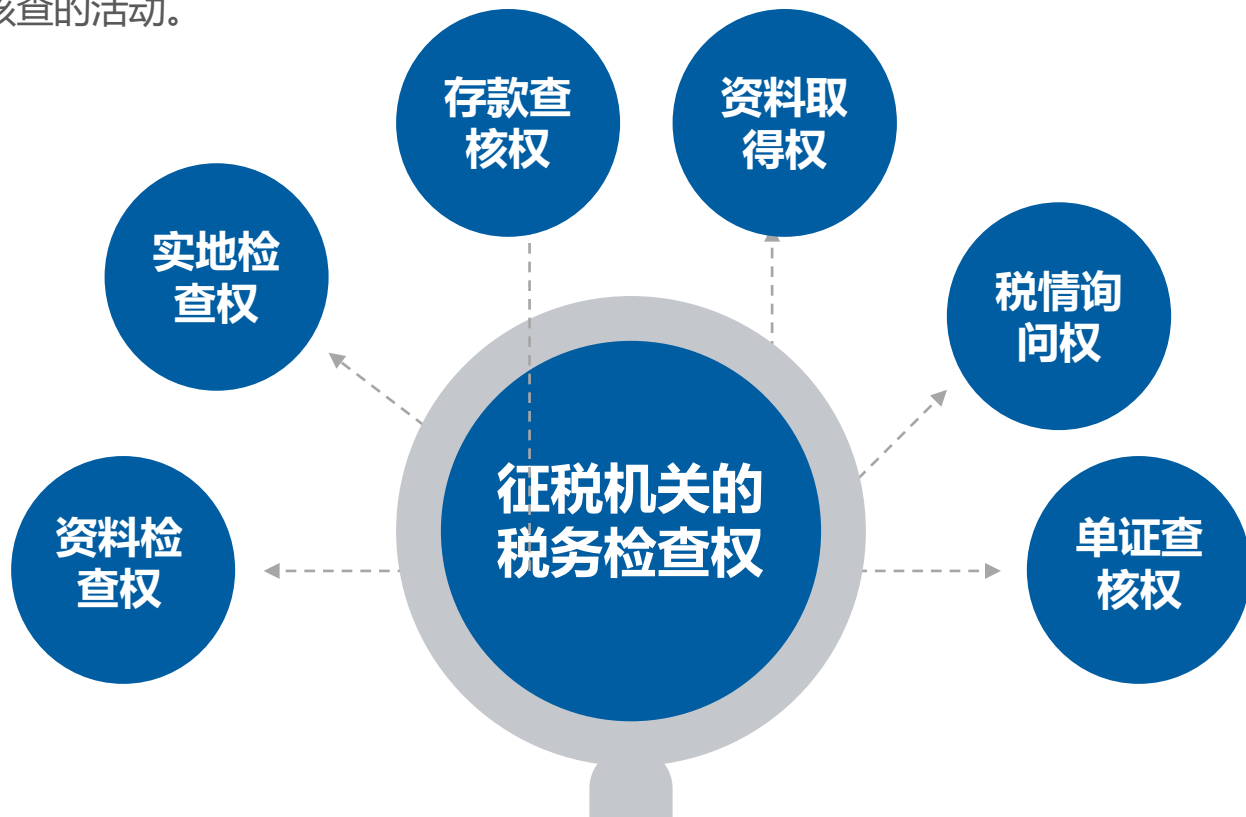 核查的活动。
存款查
核权
资料取
得权
实地检
查权
税情询
问权
征税机关的
税务检查权
资料检
查权
单证查
核权